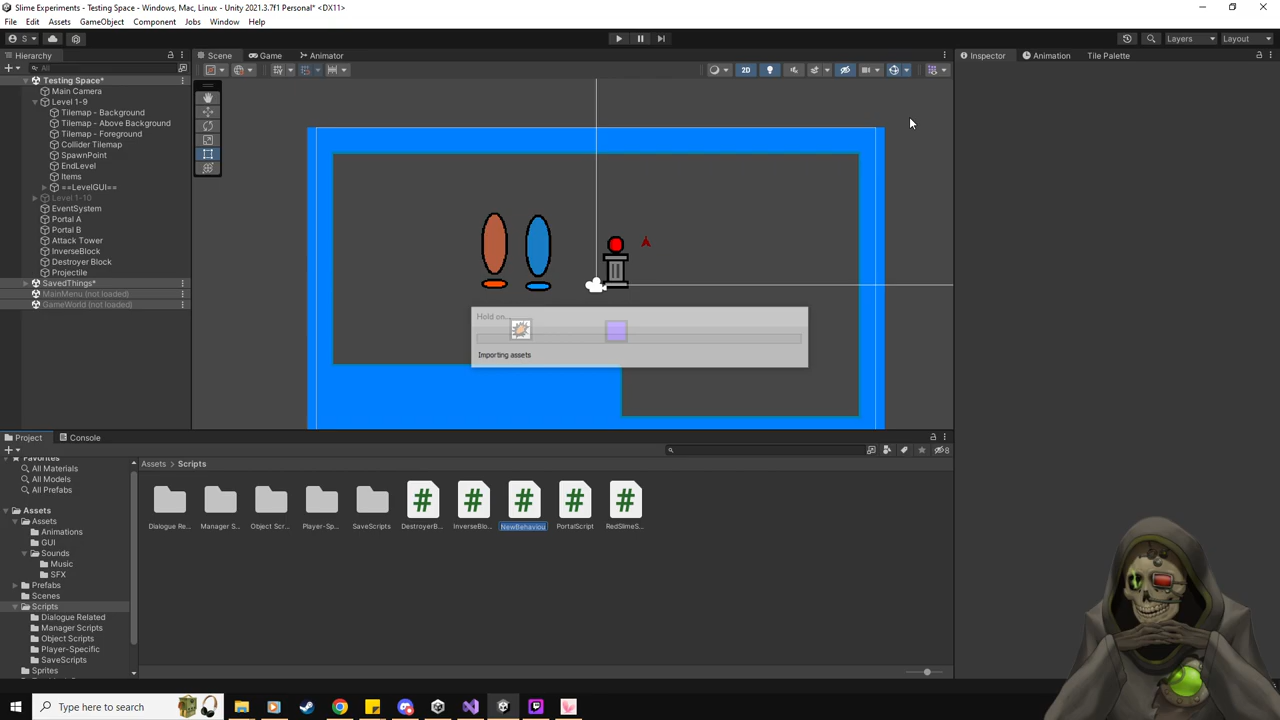 Slime Experiments - Testing Space - Windows, Mac, Linux - Unity 2021.3.7f1 Personal* <DX11>
File Edit Assets GameObject Component Jobs Window Help
S
Layers Layout
Hierarchy
Scene Game Animator
Inspector Animation Tile Palette
All
2D
Testing Space*
Main Camera
Level 1-9
Tilemap - Background
Tilemap - Above Background
Tilemap - Foreground
Collider Tilemap
SpawnPoint
EndLevel
Items
==LevelGUI==
Level 1-10
EventSystem
Portal A
Portal B
Attack Tower
InverseBlock
Destroyer Block
Projectile
SavedThings*
MainMenu (not loaded)
GameWorld (not loaded)
Hold on...
Importing assets
Project Console
8
Favorites
All Materials
All Models
All Prefabs
Assets
Assets
Animations
GUI
Sounds
Music
SFX
Prefabs
Scenes
Scripts
Dialogue Related
Manager Scripts
Object Scripts
Player-Specific
SaveScripts
Sprites
Assets > Scripts
Dialogue Re... Manager S... Object Scr... Player-Sp... SaveScripts DestroyerB... InverseBlo... NewBehaviou PortalScript RedSlimeS...
Type here to search